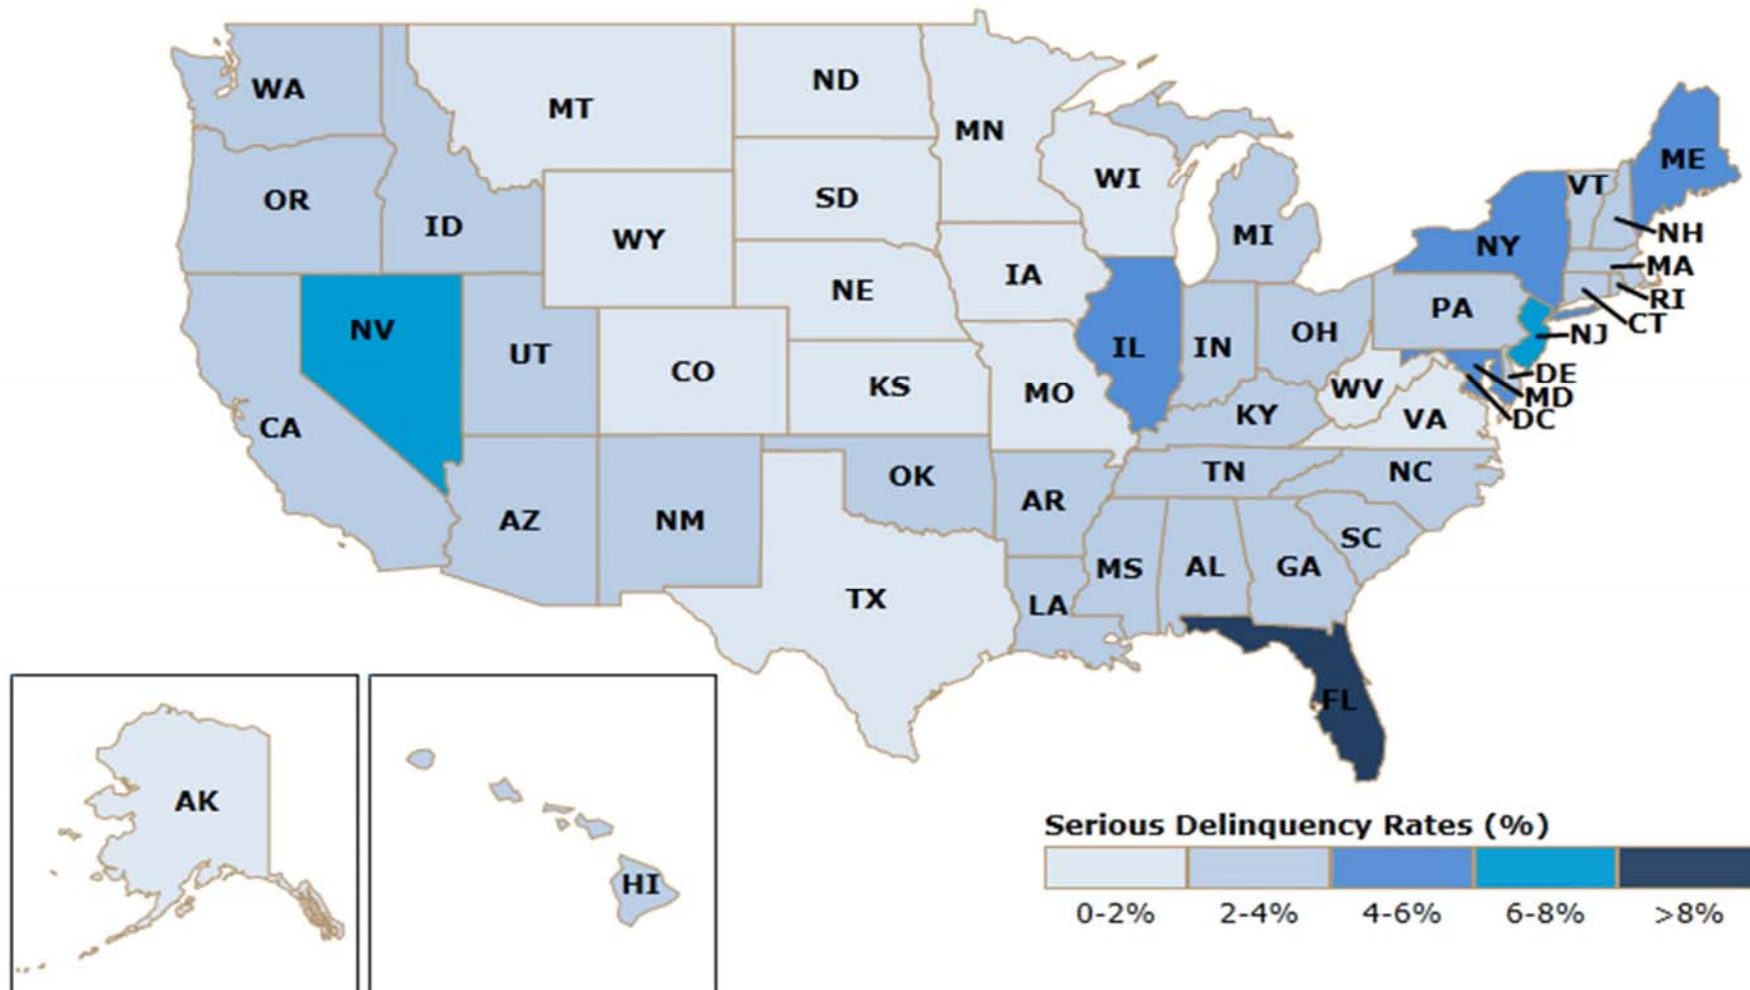 WA
MT
ND
MN
ME
OR
ID
SD
WI
VT
WY
MI
NY
NH
NE
IA
MA
RI
NV
UT
CO
KS
MO
IL
IN
OH
PA
CT
NJ
CA
KY
WV
VA
DE
MD
DC
AZ
NM
OK
AR
TN
NC
SC
TX
LA
MS
AL
GA
FL
AK
HI
Serious Delinquency Rates (%)
0-2% 2-4% 4-6% 6-8% >8%